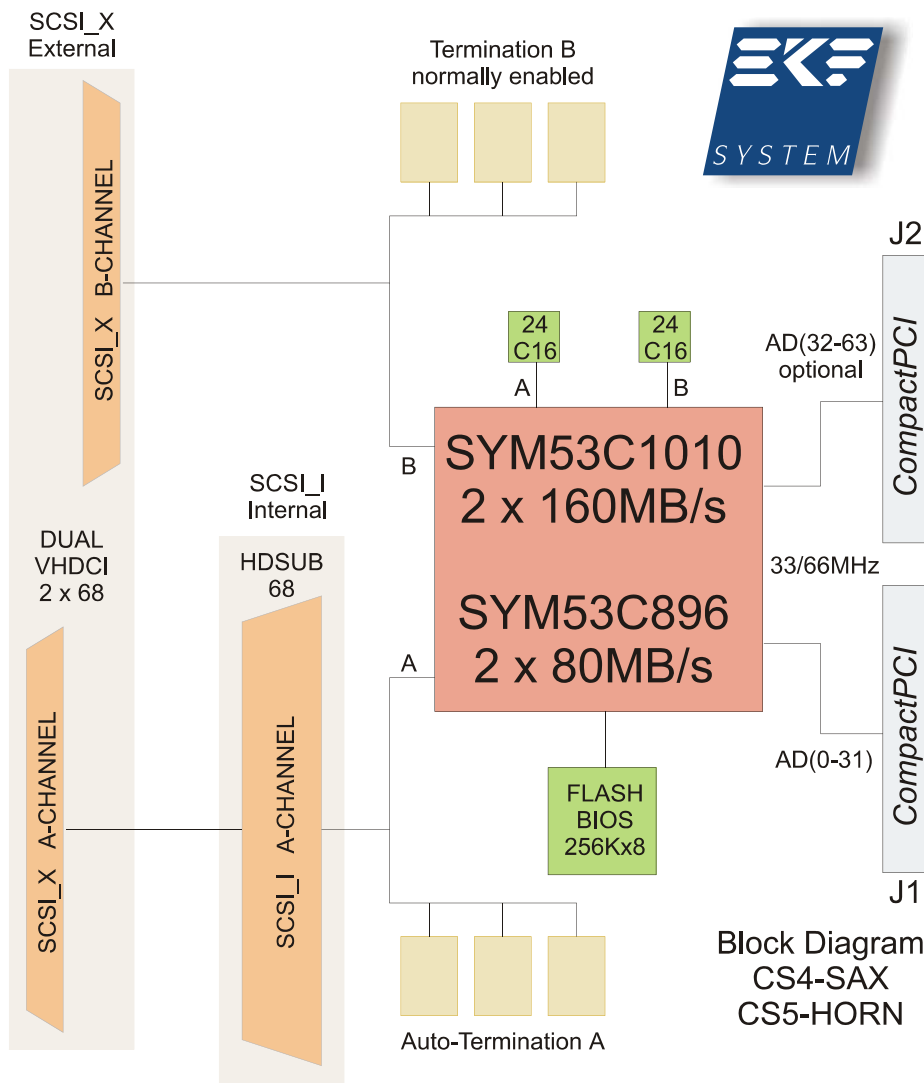 SCSI_X
External
Termination B
normally enabled
EKF
SYSTEM
SCSI_X B-CHANNEL
J2
24
C16
24
C16
AD(32-63)
optional
CompactPCI
A
B
B
SYM53C1010
2 x 160MB/s
SCSI_I
Internal
DUAL
VHDCI
2 x 68
HDSUB
68
33/66MHz
SYM53C896
2 x 80MB/s
A
SCSI_X A-CHANNEL
SCSI_I A-CHANNEL
CompactPCI
AD(0-31)
FLASH
BIOS
256Kx8
J1
Block Diagram
CS4-SAX
CS5-HORN
Auto-Termination A